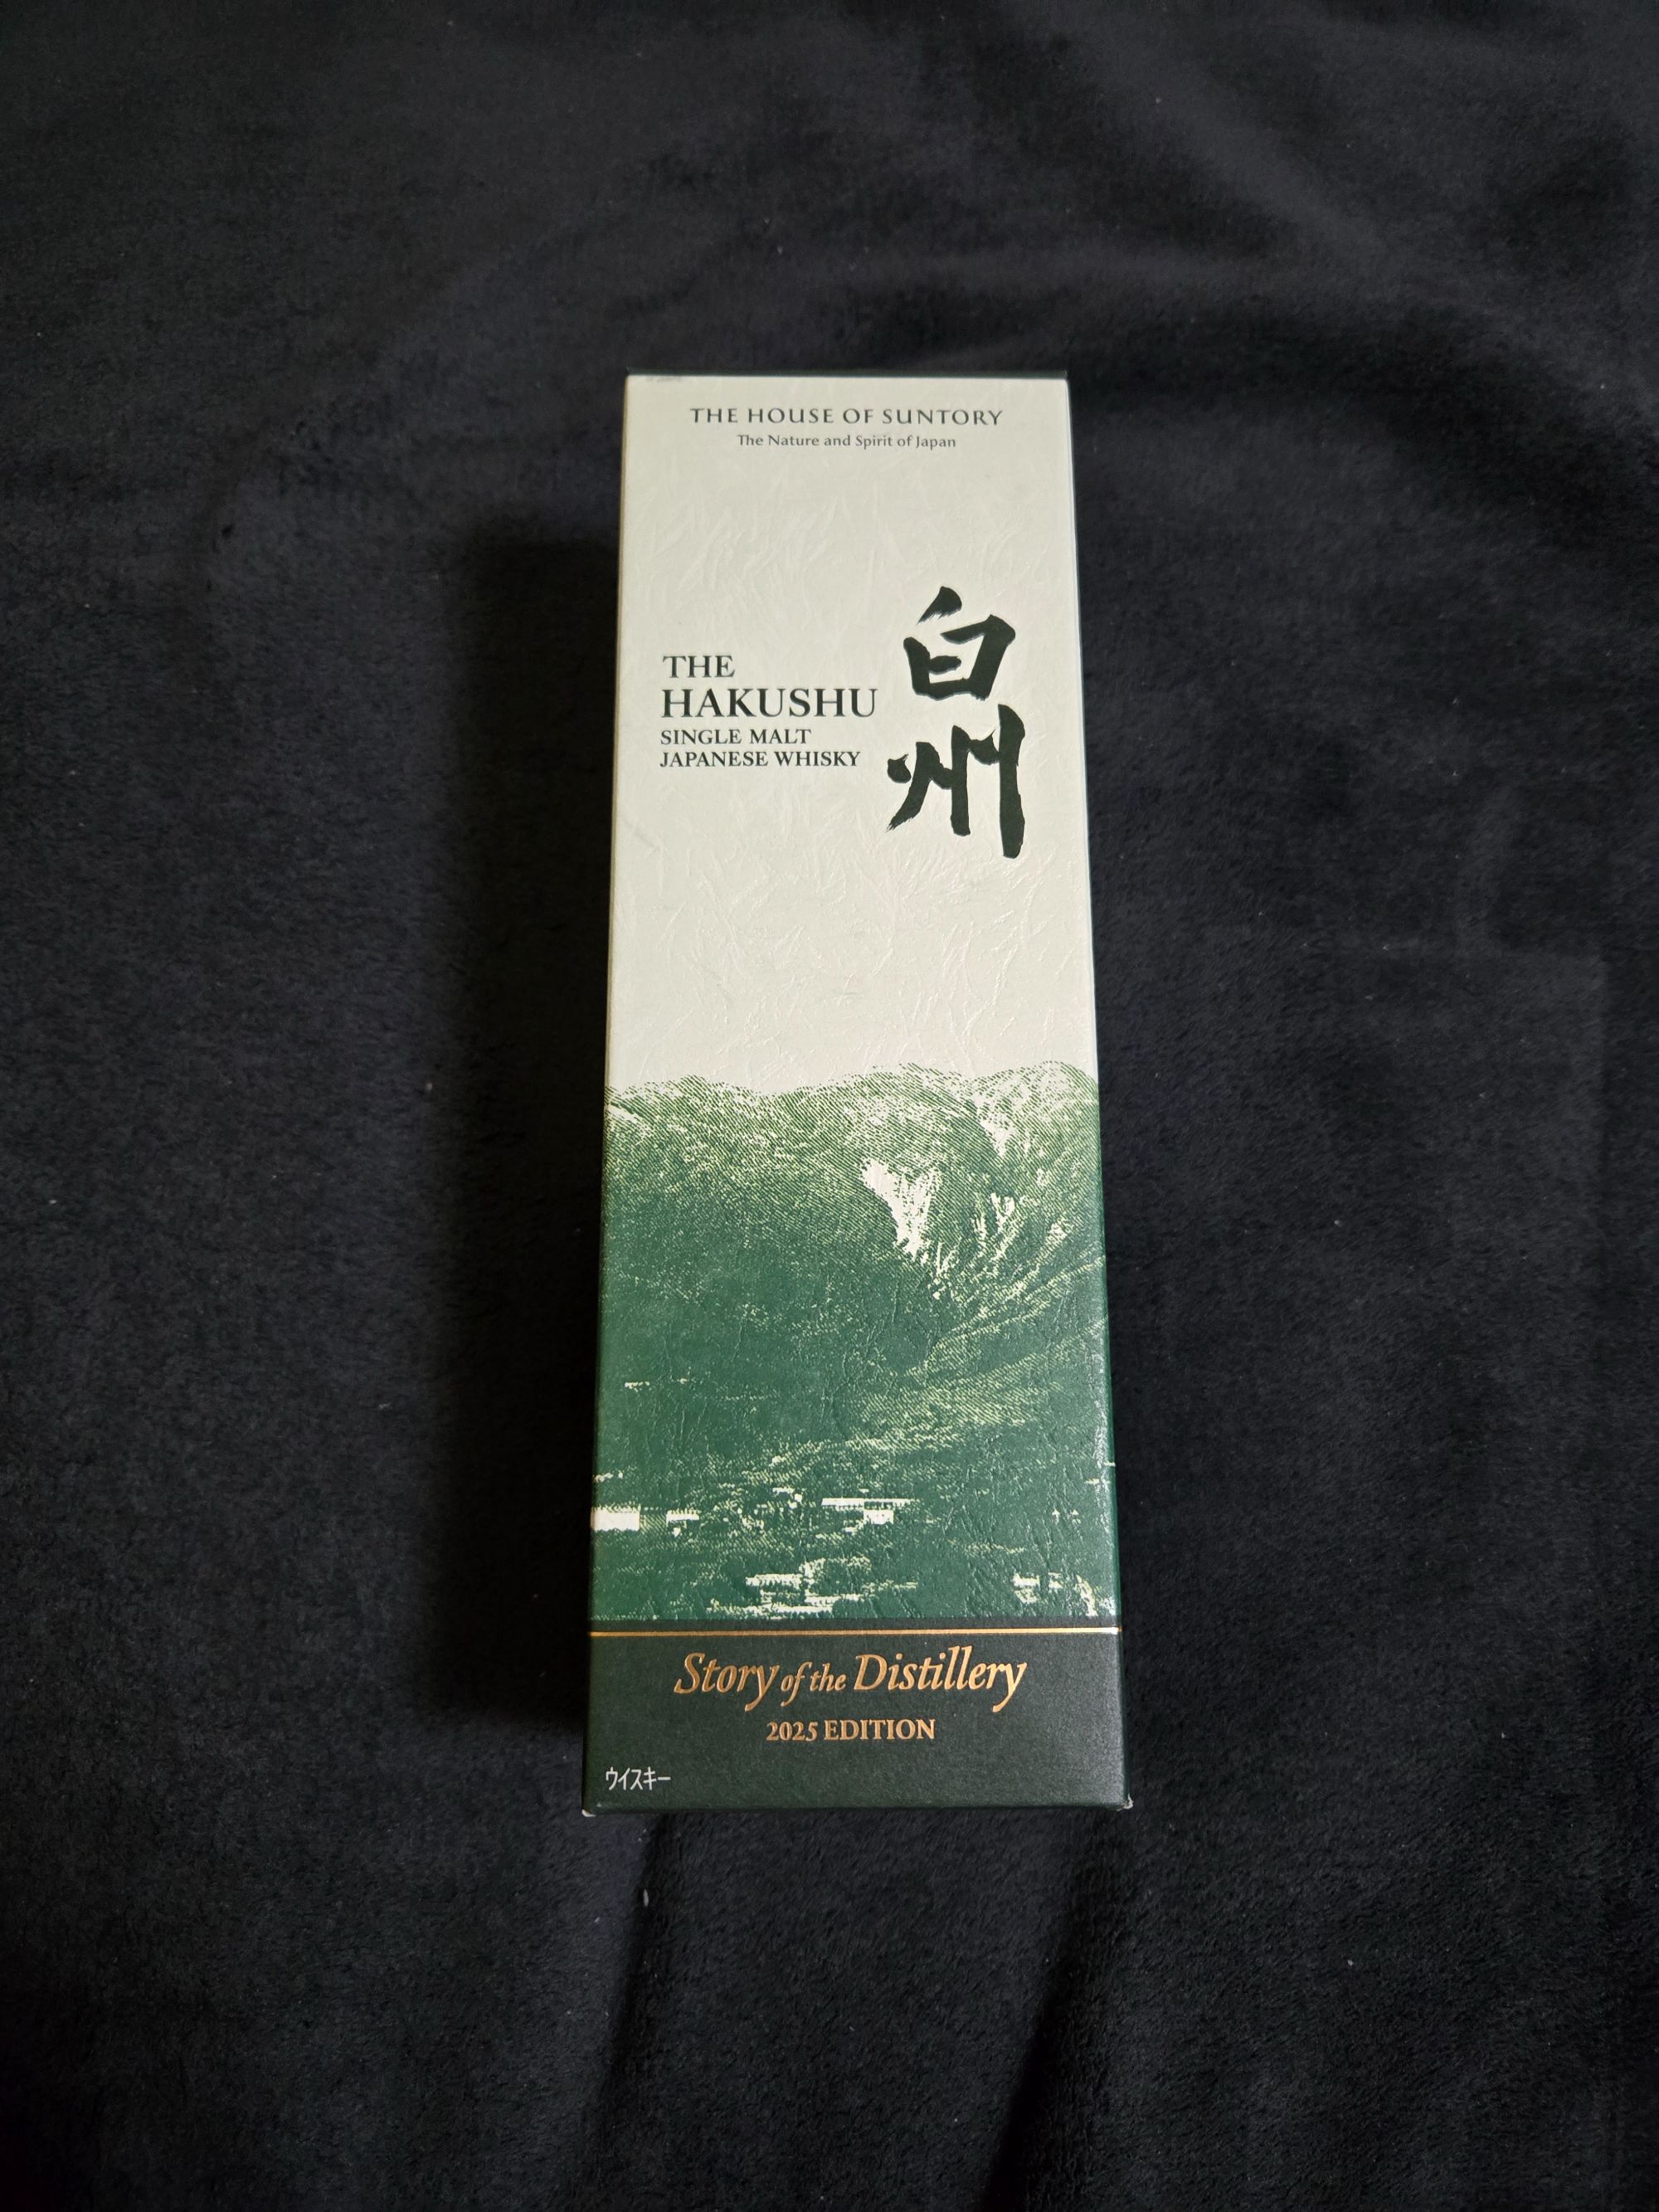 THE HOUSE OF SUNTORY
The Nature and Spirit of Japan
白州
THE
HAKUSHU
SINGLE MALT
JAPANESE WHISKY
Story of the Distillery
2025 EDITION
ウイスキー